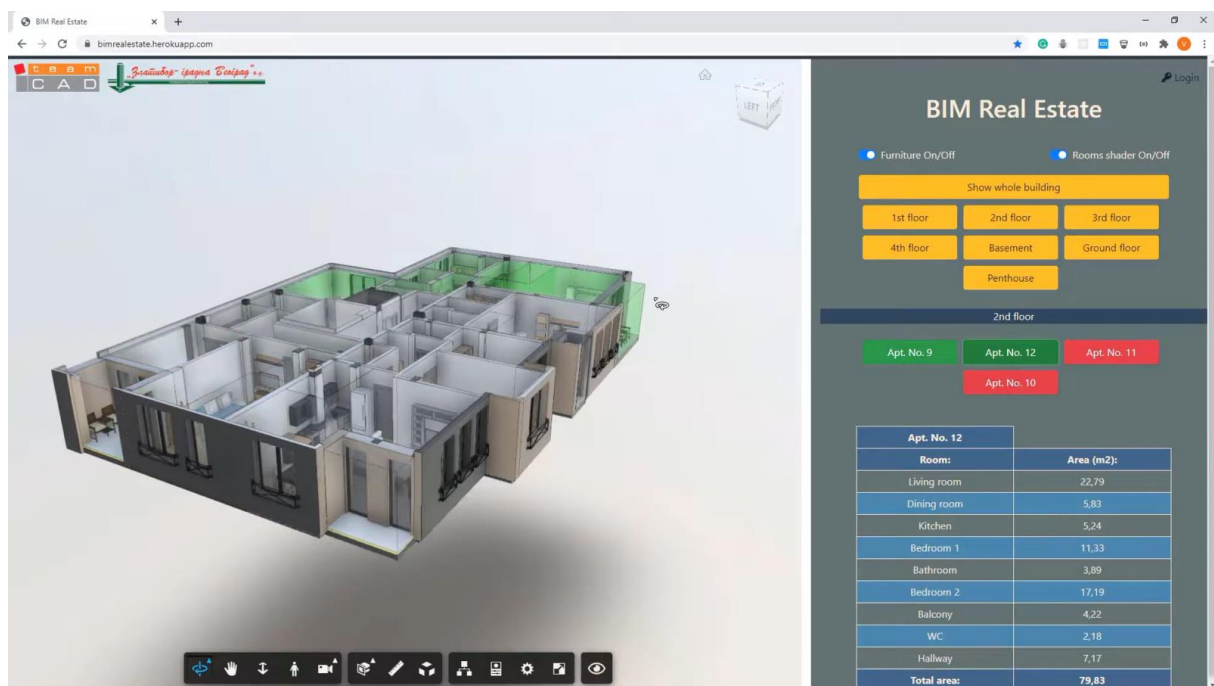 BIM Real Estate
bimrealestate.herokuapp.com
team
CAD
„Златибор- градња Београд"
LEFT
Login
BIM Real Estate
Furniture On/Off
Rooms shader On/Off
Show whole building
1st floor
2nd floor
3rd floor
4th floor
Basement
Ground floor
Penthouse
2nd floor
Apt. No. 9
Apt. No. 12
Apt. No. 11
Apt. No. 10
Apt. No. 12
Room: Area (m2):
Living room 22,79
Dining room 5,83
Kitchen 5,24
Bedroom 1 11,33
Bathroom 3,89
Bedroom 2 17,19
Balcony 4,22
WC 2,18
Hallway 7,17
Total area: 79,83